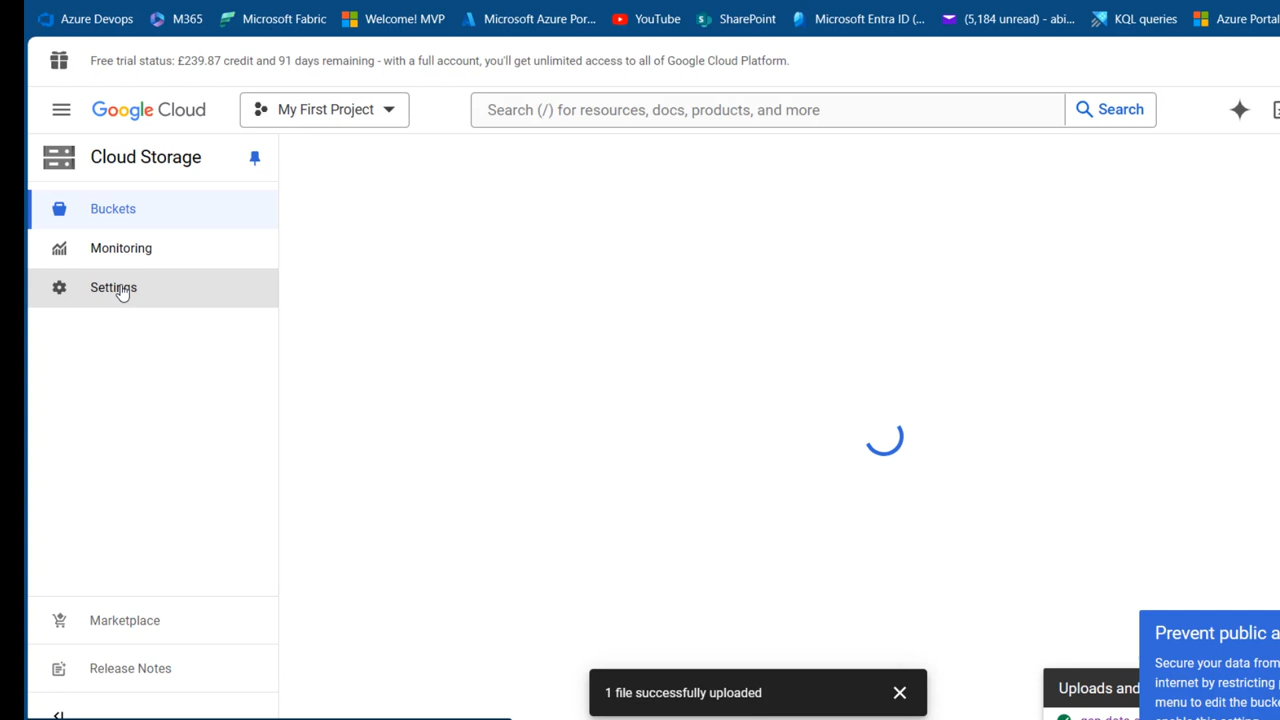 Azure Devops
M365
Microsoft Fabric
Welcome! MVP
Microsoft Azure Por...
YouTube
SharePoint
Microsoft Entra ID (...
(5,184 unread) - abi...
KQL queries
Azure Portal
Free trial status: £239.87 credit and 91 days remaining - with a full account, you'll get unlimited access to all of Google Cloud Platform.
Google Cloud
My First Project
Search (/) for resources, docs, products, and more
Search
Cloud Storage
Buckets
Monitoring
Settings
Marketplace
Release Notes
1 file successfully uploaded
Uploads and
Prevent public a
Secure your data from
internet by restricting
menu to edit the bucke